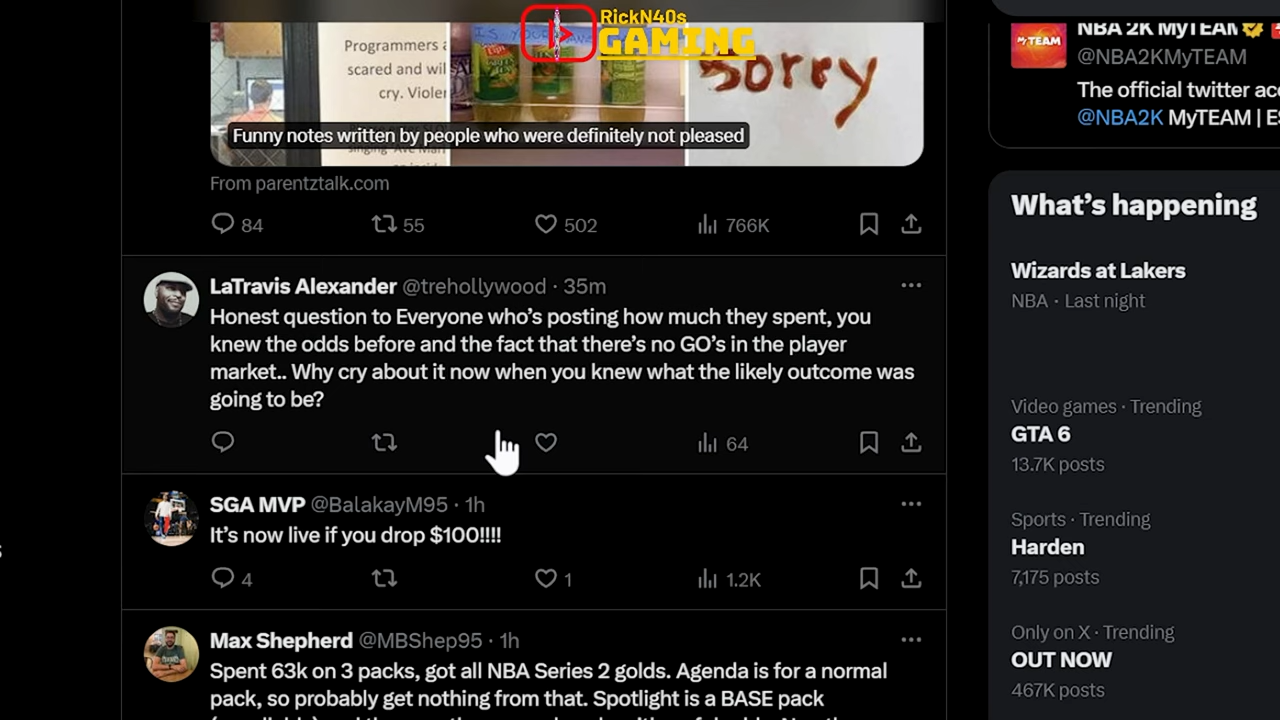 RickN40s
GAMING
IS YOUR
Programmers
scared and wil
cry. Violer
sorry
Funny notes written by people who were definitely not pleased
From parentztalk.com
84 55 502 766K
LaTravis Alexander @trehollywood · 35m
Honest question to Everyone who's posting how much they spent, you
knew the odds before and the fact that there's no GO's in the player
market.. Why cry about it now when you knew what the likely outcome was
going to be?
64
SGA MVP @BalakayM95 · 1h
It's now live if you drop $100!!!!
4 1 1.2K
Max Shepherd @MBShep95 · 1h
Spent 63k on 3 packs, got all NBA Series 2 golds. Agenda is for a normal
pack, so probably get nothing from that. Spotlight is a BASE pack
MyTEAM
NBA 2K MyTEAM
@NBA2KMyTEAM
The official twitter acc
@NBA2K MyTEAM | ES
What's happening
Wizards at Lakers
NBA · Last night
Video games · Trending
GTA 6
13.7K posts
Sports · Trending
Harden
7,175 posts
Only on X · Trending
OUT NOW
467K posts